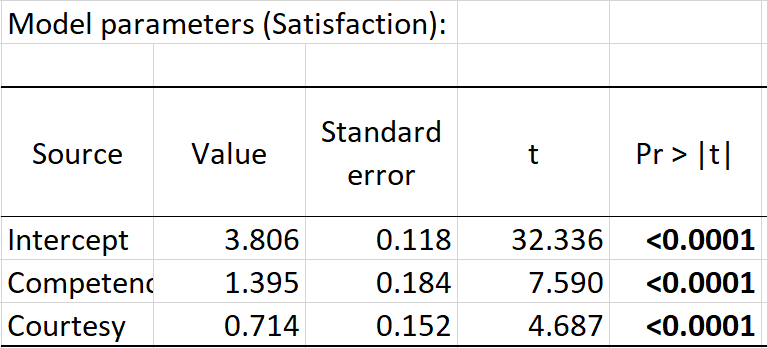 Model parameters (Satisfaction):
Source Value Standard error t Pr > |t|
Intercept 3.806 0.118 32.336 <0.0001
Competenc 1.395 0.184 7.590 <0.0001
Courtesy 0.714 0.152 4.687 <0.0001